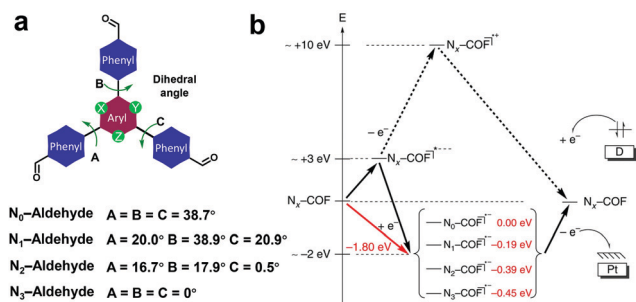 a
O
Phenyl
B
Dihedral
angle
X
Y
Aryl
C
Z
Phenyl
Phenyl
A
O
O
N₀–Aldehyde A = B = C = 38.7°
N₁–Aldehyde A = 20.0° B = 38.9° C = 20.9°
N₂–Aldehyde A = 16.7° B = 17.9° C = 0.5°
N₃–Aldehyde A = B = C = 0°
b
E
~ +10 eV
Nₓ–COF
– e⁻
+ e⁻
D
~ +3 eV
Nₓ–COF
Nₓ–COF
Nₓ–COF
+ e⁻
– e⁻
–1.80 eV
~ –2 eV
N₀–COF 0.00 eV
N₁–COF –0.19 eV
N₂–COF –0.39 eV
N₃–COF –0.45 eV
Pt